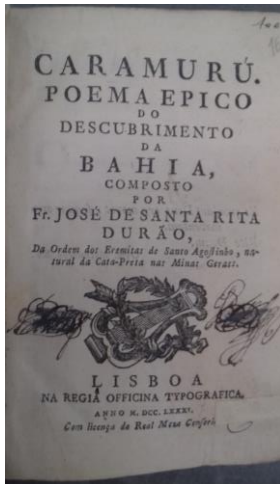 CARAMURÚ.
POEMA EPICO
DO
DESCUBRIMENTO
DA
BAHIA,
COMPOSTO
POR
Fr. JOSÉ DE SANTA RITA
DURÃO,
Da Ordem dos Eremitas de Santo Agostinho, na-
tural da Cata-Preta nas Minas Geraes.
LISBOA
NA REGIA OFFICINA TYPOGRAFICA.
ANNO M. DCC. LXXXI.
Com licença da Real Meza